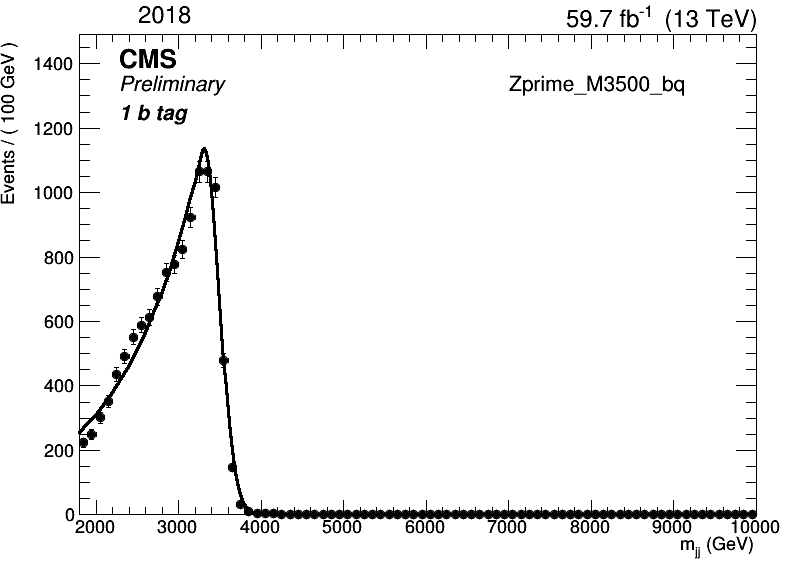 2018
59.7 fb-1 (13 TeV)
CMS
Preliminary
1 b tag
Zprime_M3500_bq
Events / ( 100 GeV )
1400
1200
1000
800
600
400
200
0
2000 3000 4000 5000 6000 7000 8000 9000 10000
mjj (GeV)